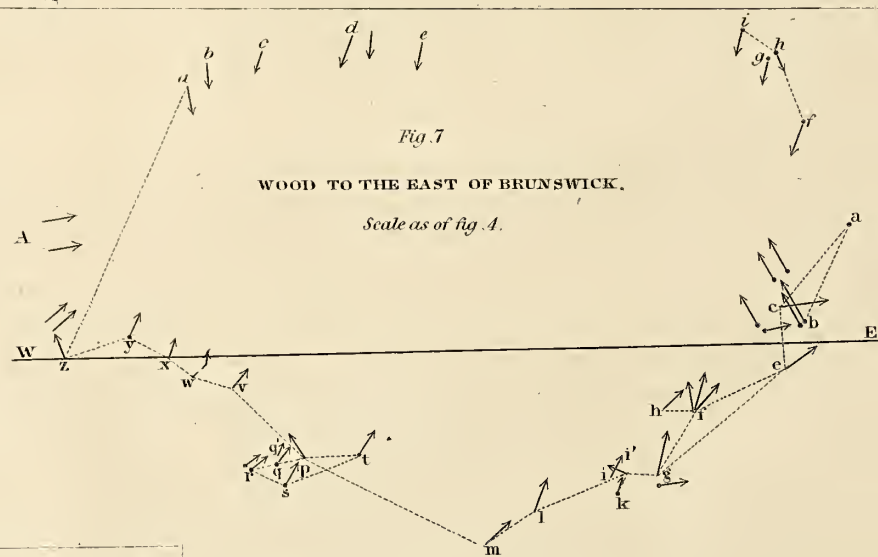 i
h
g
f
a
b
c
d
e
Fig. 7
WOOD TO THE EAST OF BRUNSWICK.
Scale as of fig. 4.
a
A
c
b
W
E
z
y
x
w
v
e
h
f
q'
r
q
p
t
s
i'
i
g
k
l
m